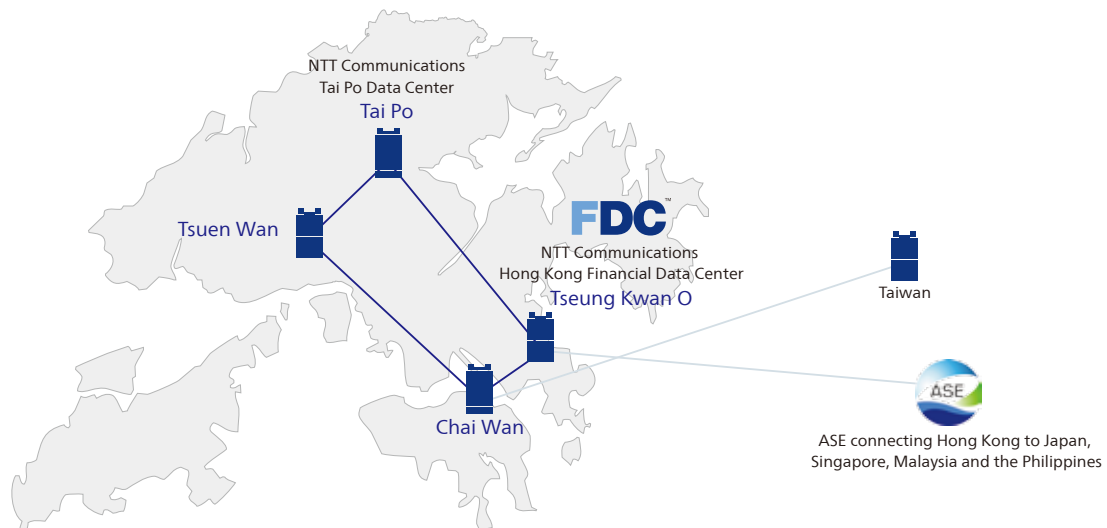 NTT Communications
Tai Po Data Center
Tai Po
Tsuen Wan
FDC™
NTT Communications
Hong Kong Financial Data Center
Tseung Kwan O
Taiwan
Chai Wan
ASE
ASE connecting Hong Kong to Japan,
Singapore, Malaysia and the Philippines